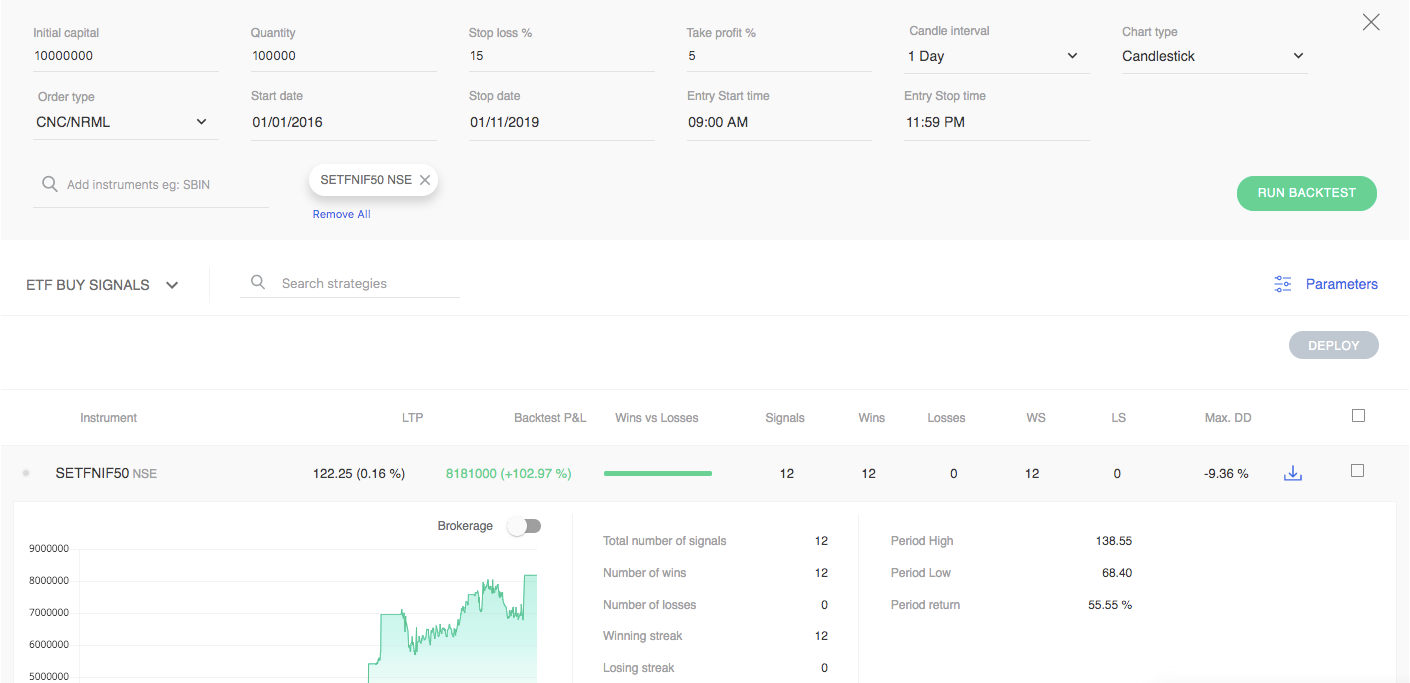 Initial capital Quantity Stop loss % Take profit % Candle interval Chart type
10000000 100000 15 5 1 Day Candlestick
Order type Start date Stop date Entry Start time Entry Stop time
CNC/NRML 01/01/2016 01/11/2019 09:00 AM 11:59 PM
Add instruments eg: SBIN SETFNIF50 NSE RUN BACKTEST
Remove All
ETF BUY SIGNALS Search strategies Parameters
DEPLOY
Instrument LTP Backtest P&L Wins vs Losses Signals Wins Losses WS LS Max. DD
SETFNIF50 NSE 122.25 (0.16 %) 8181000 (+102.97 %) 12 12 0 12 0 -9.36 %
Brokerage
9000000
8000000
7000000
6000000
5000000
Total number of signals 12
Number of wins 12
Number of losses 0
Winning streak 12
Losing streak 0
Period High 138.55
Period Low 68.40
Period return 55.55 %